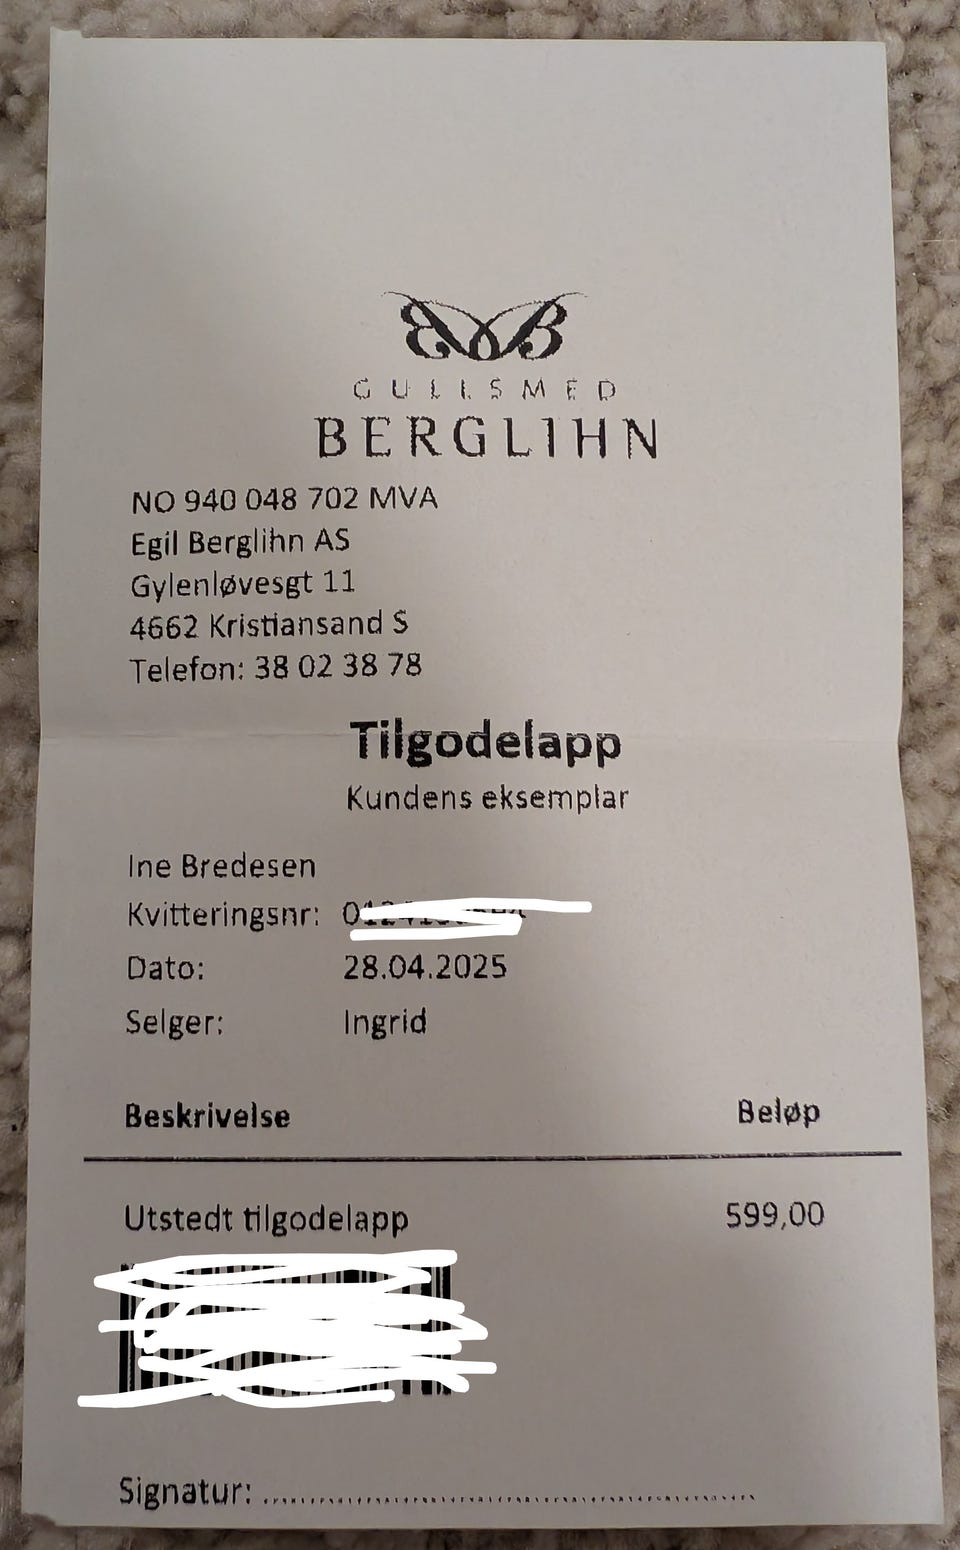 GULLSMED
BERGLIHN
NO 940 048 702 MVA
Egil Berglihn AS
Gylenløvesgt 11
4662 Kristiansand S
Telefon: 38 02 38 78
Tilgodelapp
Kundens eksemplar
Ine Bredesen
Kvitteringsnr:
Dato: 28.04.2025
Selger: Ingrid
Beskrivelse Beløp
Utstedt tilgodelapp 599,00
Signatur: